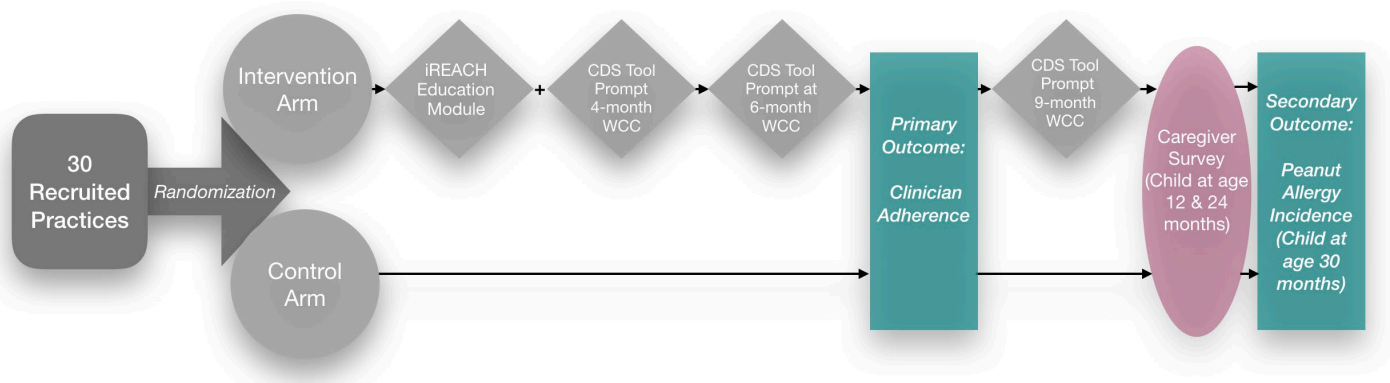 30
Recruited
Practices
Randomization
Intervention
Arm
iREACH
Education
Module
+
CDS Tool
Prompt
4-month
WCC
CDS Tool
Prompt at
6-month
WCC
Primary
Outcome:
Clinician
Adherence
CDS Tool
Prompt
9-month
WCC
Caregiver
Survey
(Child at age
12 & 24
months)
Secondary
Outcome:
Peanut
Allergy
Incidence
(Child at
age 30
months)
Control
Arm